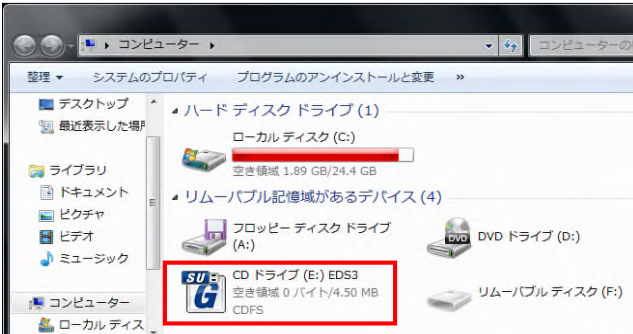 コンピューター
コンピューターの
整理
システムのプロパティ
プログラムのアンインストールと変更
»
デスクトップ
最近表示した場所
ライブラリ
ドキュメント
ピクチャ
ビデオ
ミュージック
コンピューター
ローカル ディス
ハード ディスク ドライブ (1)
ローカル ディスク (C:)
空き領域 1.89 GB/24.4 GB
リムーバブル記憶域があるデバイス (4)
フロッピー ディスク ドライブ
(A:)
DVD
DVD ドライブ (D:)
SU
G
CD ドライブ (E:) EDS3
空き領域 0 バイト/4.50 MB
CDFS
リムーバブル ディスク (F:)